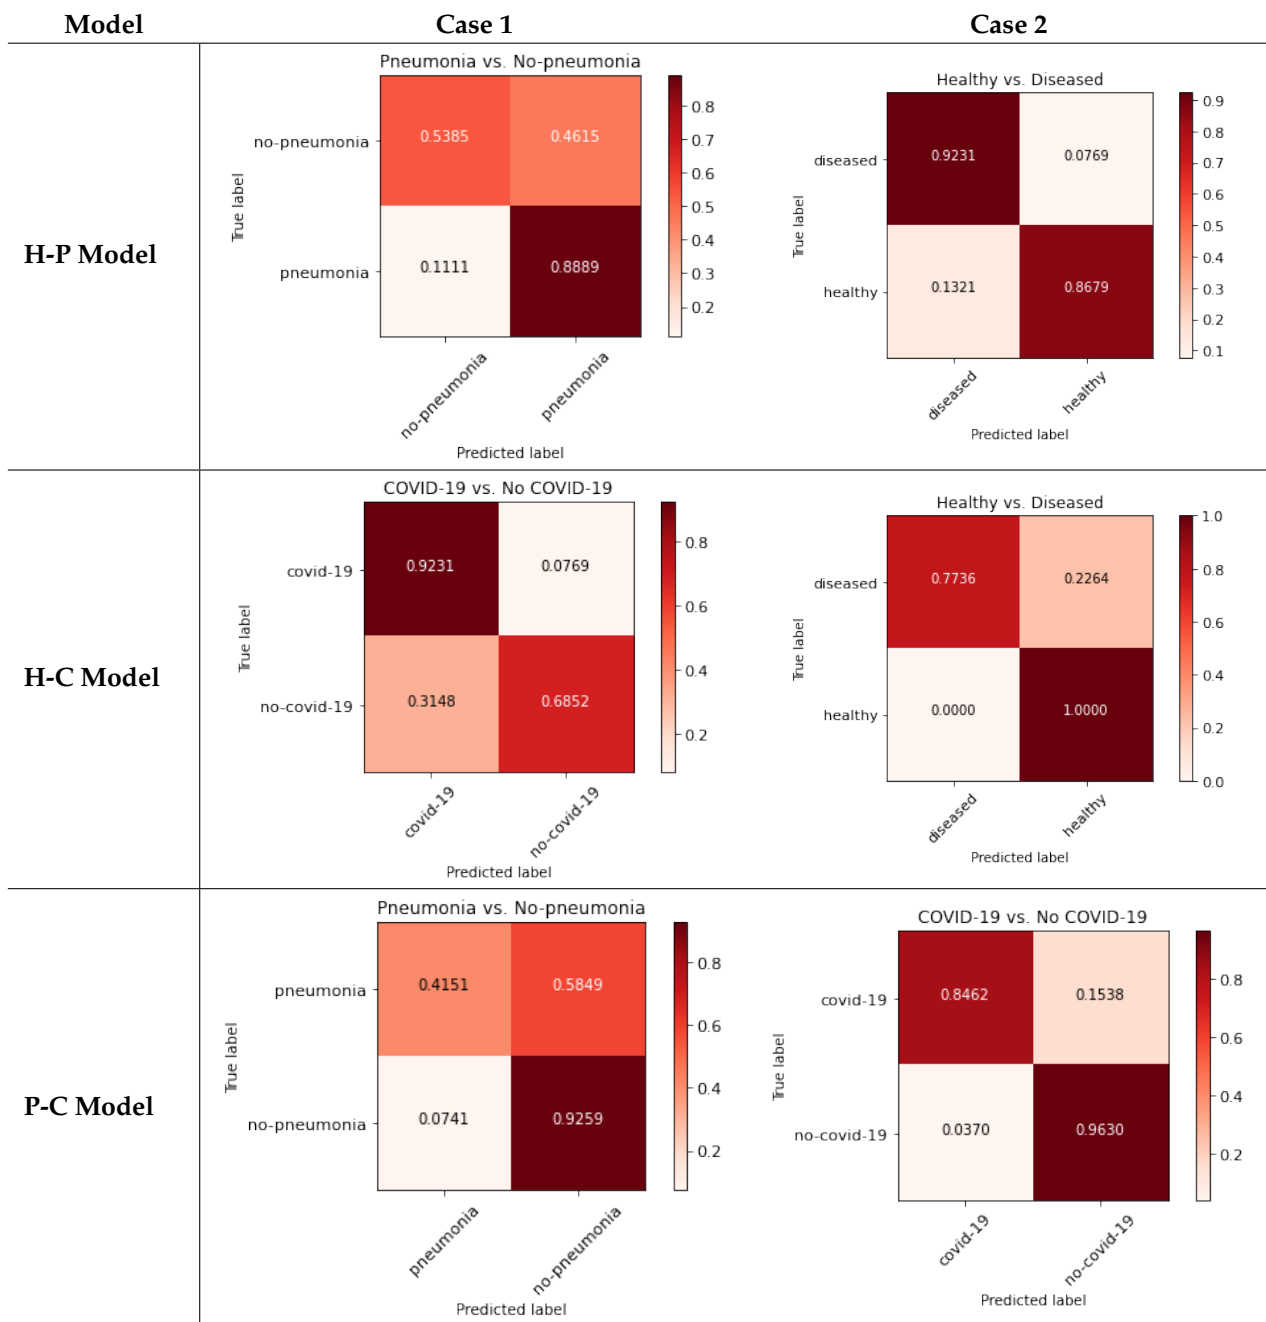 Model Case 1 Case 2
H-P Model
Pneumonia vs. No-pneumonia
True label
no-pneumonia 0.5385 0.4615
pneumonia 0.1111 0.8889
no-pneumonia pneumonia
Predicted label
0.8
0.7
0.6
0.5
0.4
0.3
0.2
Healthy vs. Diseased
True label
diseased 0.9231 0.0769
healthy 0.1321 0.8679
diseased healthy
Predicted label
0.9
0.8
0.7
0.6
0.5
0.4
0.3
0.2
0.1
H-C Model
COVID-19 vs. No COVID-19
True label
covid-19 0.9231 0.0769
no-covid-19 0.3148 0.6852
covid-19 no-covid-19
Predicted label
0.8
0.6
0.4
0.2
Healthy vs. Diseased
True label
diseased 0.7736 0.2264
healthy 0.0000 1.0000
diseased healthy
Predicted label
1.0
0.8
0.6
0.4
0.2
0.0
P-C Model
Pneumonia vs. No-pneumonia
True label
pneumonia 0.4151 0.5849
no-pneumonia 0.0741 0.9259
pneumonia no-pneumonia
Predicted label
0.8
0.6
0.4
0.2
COVID-19 vs. No COVID-19
True label
covid-19 0.8462 0.1538
no-covid-19 0.0370 0.9630
covid-19 no-covid-19
Predicted label
0.8
0.6
0.4
0.2